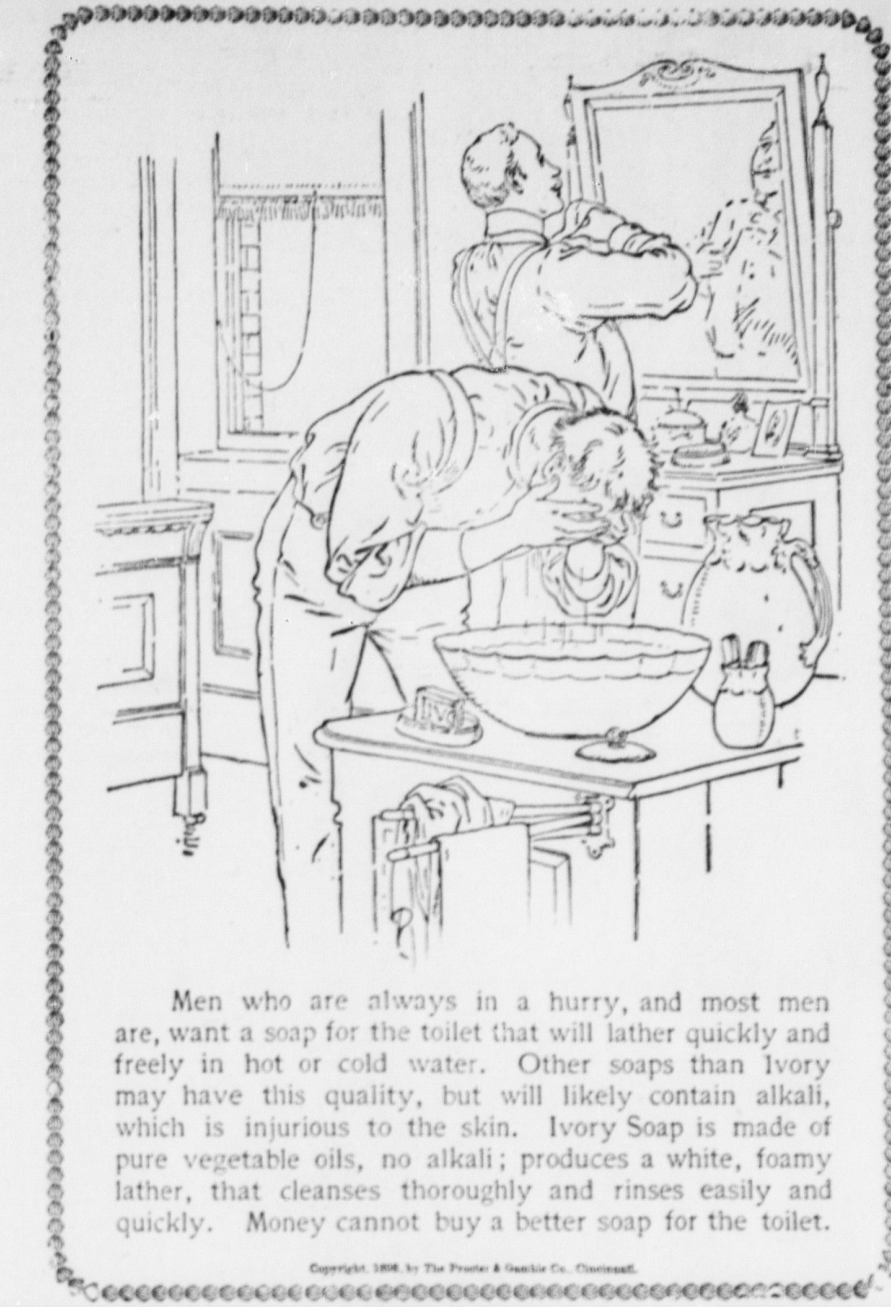 IVO
Men who are always in a hurry, and most men
are, want a soap for the toilet that will lather quickly and
freely in hot or cold water. Other soaps than Ivory
may have this quality, but will likely contain alkali,
which is injurious to the skin. Ivory Soap is made of
pure vegetable oils, no alkali; produces a white, foamy
lather, that cleanses thoroughly and rinses easily and
quickly. Money cannot buy a better soap for the toilet.
Copyright, 1898, by The Procter & Gamble Co., Cincinnati.